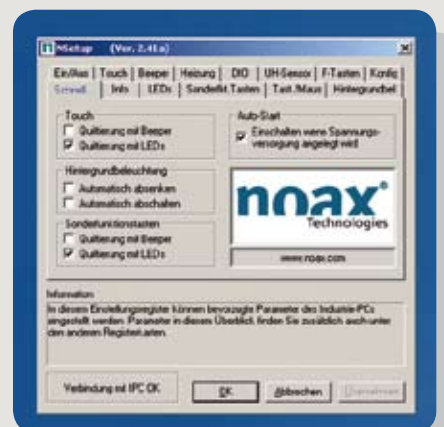 NSetup (Ver. 2.41a)
Ein/Aus Touch Beeper Heizung DIO UH-Sensor F-Tasten Konfig
Schnell Info LEDs Sonderfkt.Tasten Tast./Maus Hintergrundbel
Touch
Quittierung mit Beeper
Quittierung mit LEDs
Auto-Start
Einschalten wenn Spannungs-
versorgung angelegt wird
Hintergrundbeleuchtung
Automatisch absenken
Automatisch abschalten
Sonderfunktionstasten
Quittierung mit Beeper
Quittierung mit LEDs
noax
Technologies
www.noax.com
Information
In diesem Einstellungsregister können bevorzugte Parameter des Industrie-PCs
eingestellt werden. Parameter in diesem Überblick finden Sie zusätzlich auch unter
den anderen Registerkarten.
Verbindung mit IPC OK
OK
Abbrechen
Übernehmen